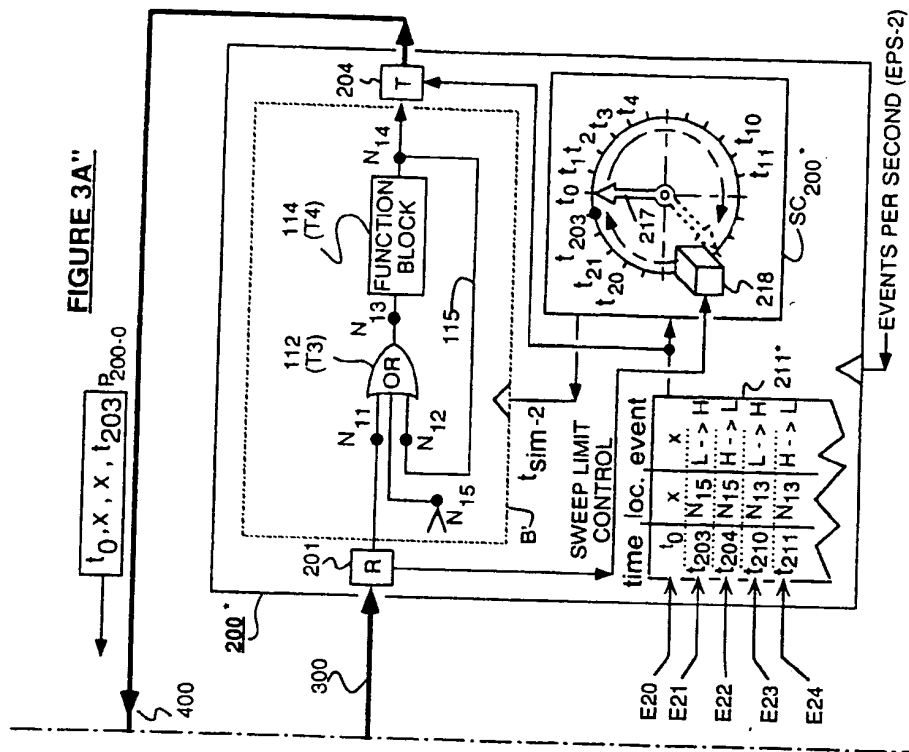 FIGURE 3A"
t0, x, x, t203
P200-0
400
300
200*
201
R
204
T
N11
N12
N15
112
(T3)
OR
N13
114
(T4)
FUNCTION
BLOCK
N14
115
B
tsim-2
SWEEP LIMIT
CONTROL
t20
t21
t203
t0
t1
t2
t3
t4
t10
t11
217
218
SC200*
211*
time loc. event
E20 t0 x x
E21 t203 N15 L -> H
E22 t204 N15 H -> L
E23 t210 N13 L -> H
E24 t211 N13 H -> L
EVENTS PER SECOND (EPS-2)